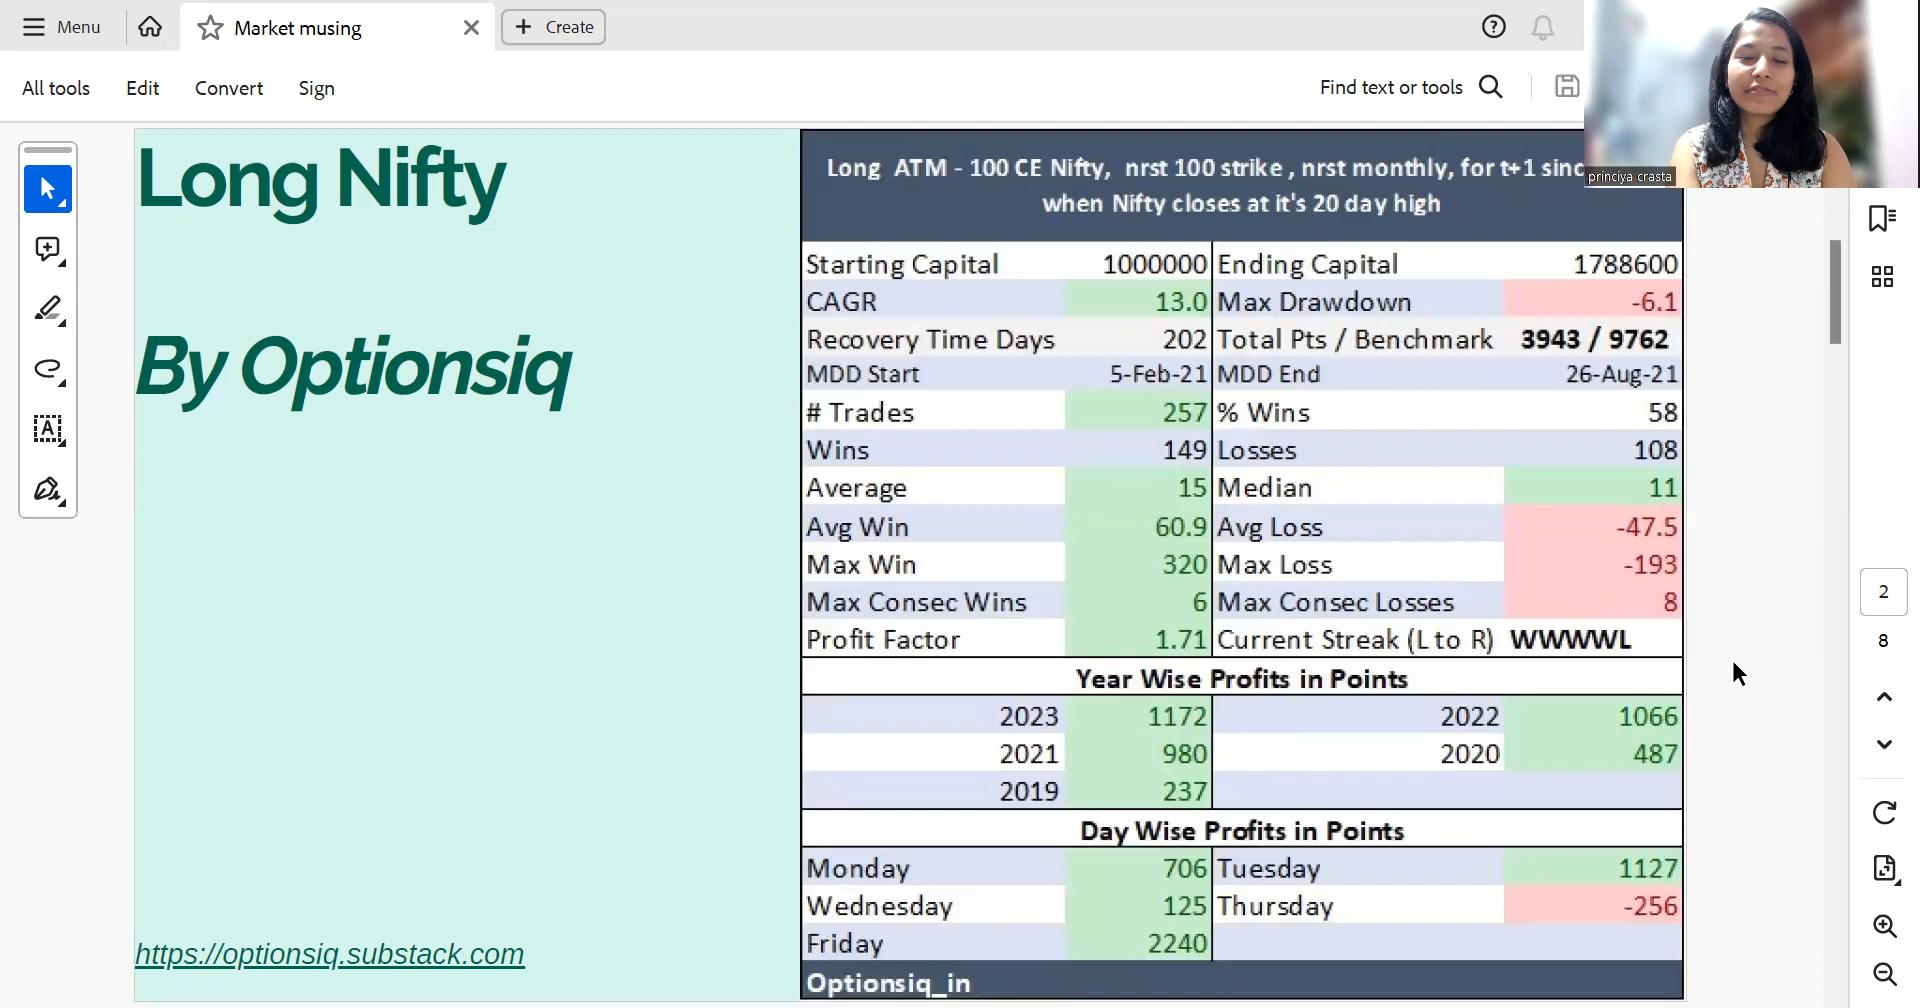 Menu
Market musing
Create
All tools
Edit
Convert
Sign
Find text or tools
princiya crasta
Long Nifty
By Optionsiq
https://optionsiq.substack.com
Long ATM - 100 CE Nifty, nrst 100 strike , nrst monthly, for t+1
when Nifty closes at it's 20 day high
Starting Capital 1000000 Ending Capital 1788600
CAGR 13.0 Max Drawdown -6.1
Recovery Time Days 202 Total Pts / Benchmark 3943 / 9762
MDD Start 5-Feb-21 MDD End 26-Aug-21
# Trades 257 % Wins 58
Wins 149 Losses 108
Average 15 Median 11
Avg Win 60.9 Avg Loss -47.5
Max Win 320 Max Loss -193
Max Consec Wins 6 Max Consec Losses 8
Profit Factor 1.71 Current Streak (L to R) WWWWL
Year Wise Profits in Points
2023 1172 2022 1066
2021 980 2020 487
2019 237
Day Wise Profits in Points
Monday 706 Tuesday 1127
Wednesday 125 Thursday -256
Friday 2240
Optionsiq_in
2
8